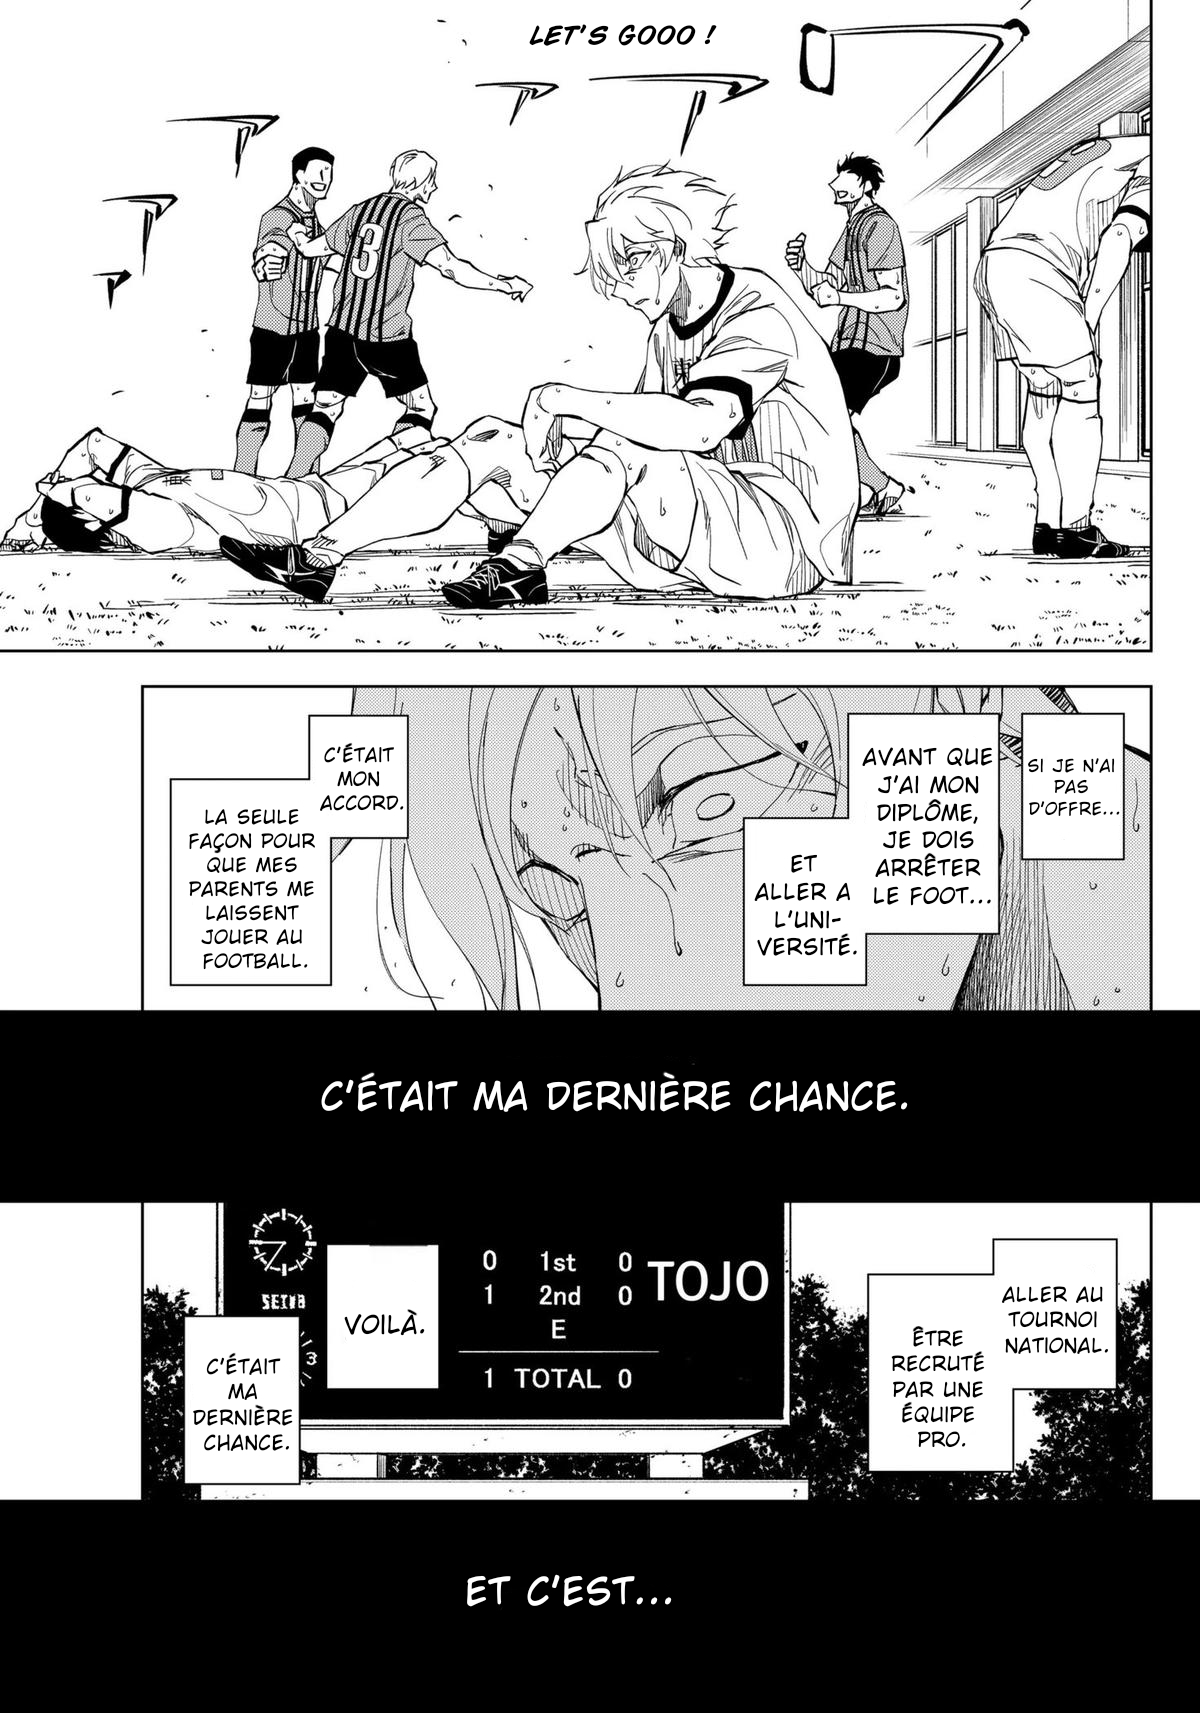 LET'S GOOO !
3
SI JE N'AI
PAS
D'OFFRE...
AVANT QUE
J'AI MON
DIPLÔME,
JE DOIS
ARRÊTER
LE FOOT...
ET
ALLER A
L'UNI-
VERSITÉ.
C'ÉTAIT
MON
ACCORD.
LA SEULE
FAÇON POUR
QUE MES
PARENTS ME
LAISSENT
JOUER AU
FOOTBALL.
C'ÉTAIT MA DERNIÈRE CHANCE.
ALLER AU
TOURNOI
NATIONAL.
ÊTRE
RECRUTÉ
PAR UNE
ÉQUIPE
PRO.
0 1st 0
1 2nd 0
E
1 TOTAL 0
TOJO
VOILÀ.
3
C'ÉTAIT
MA
DERNIÈRE
CHANCE.
ET C'EST...